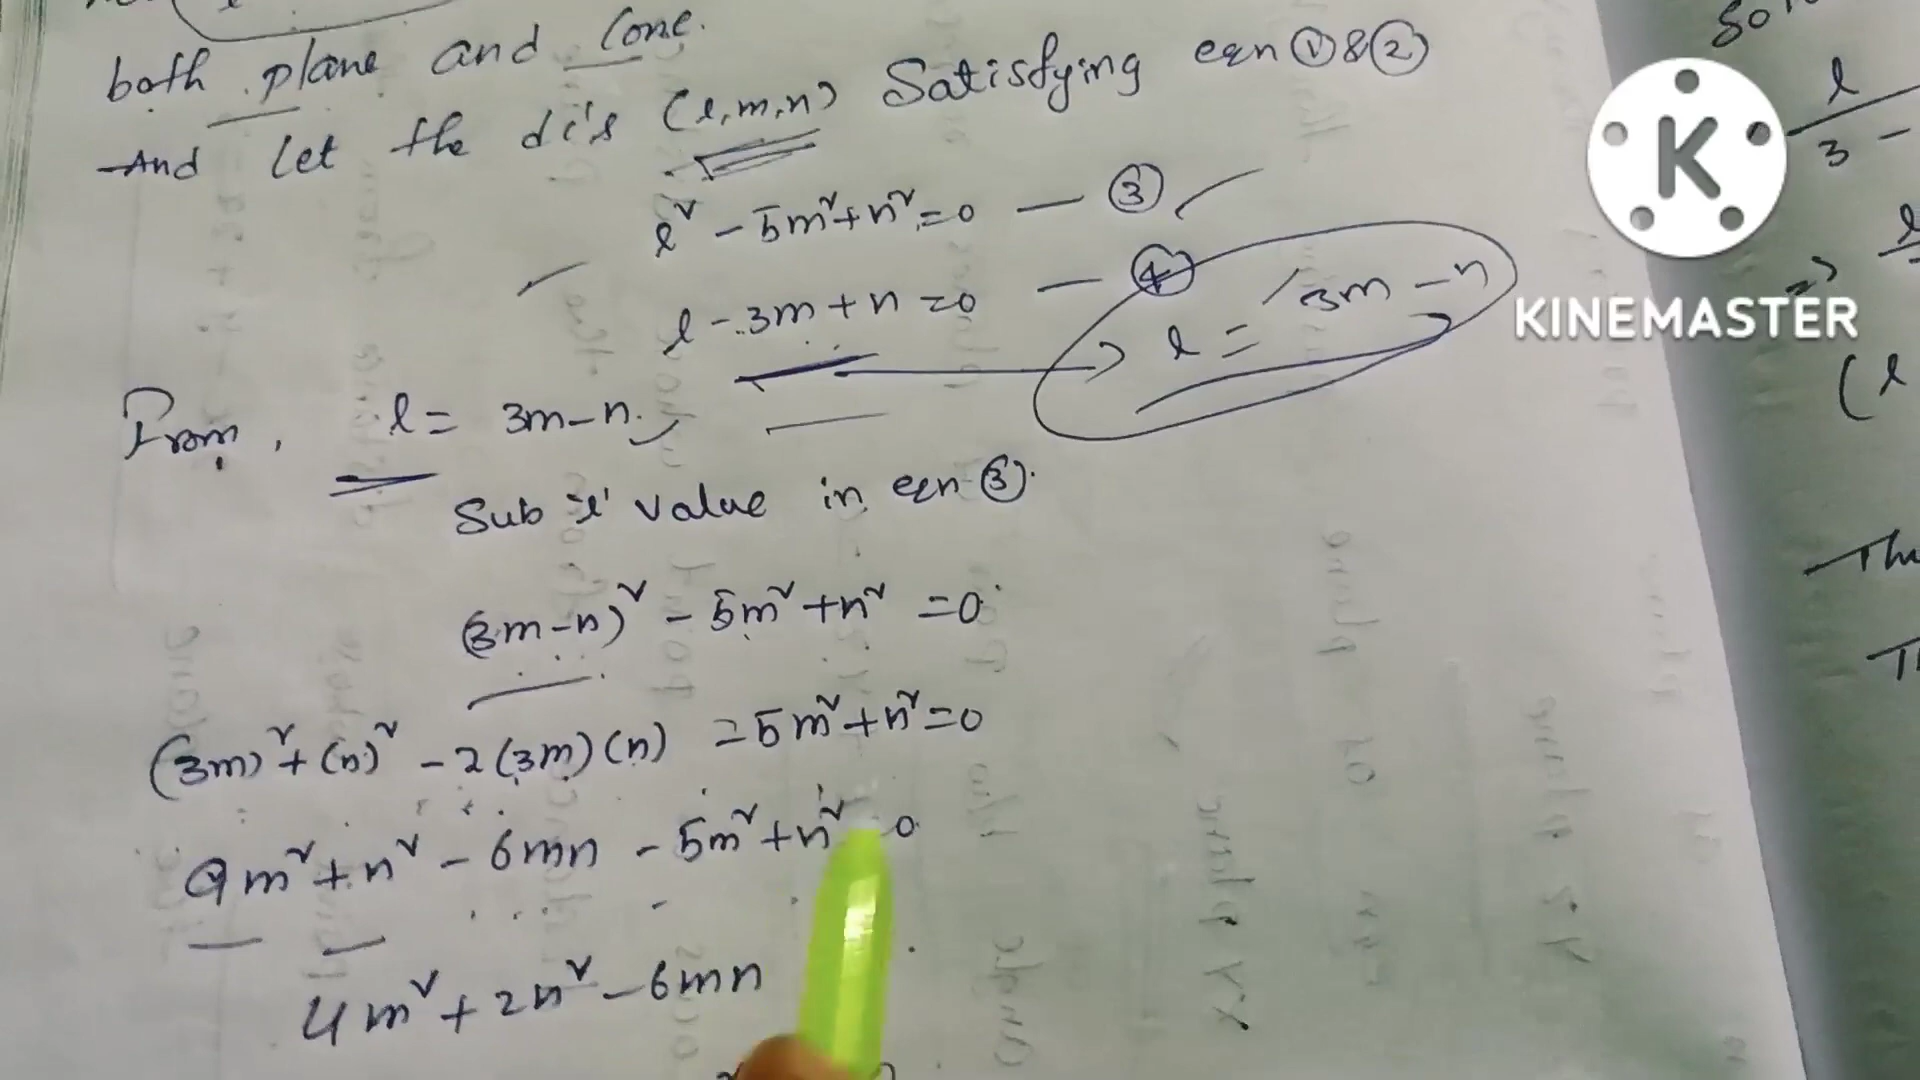 both plane and Cone.
And let the dc's (l,m,n) Satisfying eqn ① & ②
l² - 5m² + n² = 0 — ③
l - 3m + n = 0 — ④
l = 3m - n
From, l = 3m - n.
Sub 'l' value in eqn ③.
(3m-n)² - 5m² + n² = 0
(3m)² + (n)² - 2(3m)(n) = 5m² + n² = 0
9m² + n² - 6mn - 5m² + n² 0
4m² + 2n² - 6mn
K
KINEMASTER
l
3 -
(l